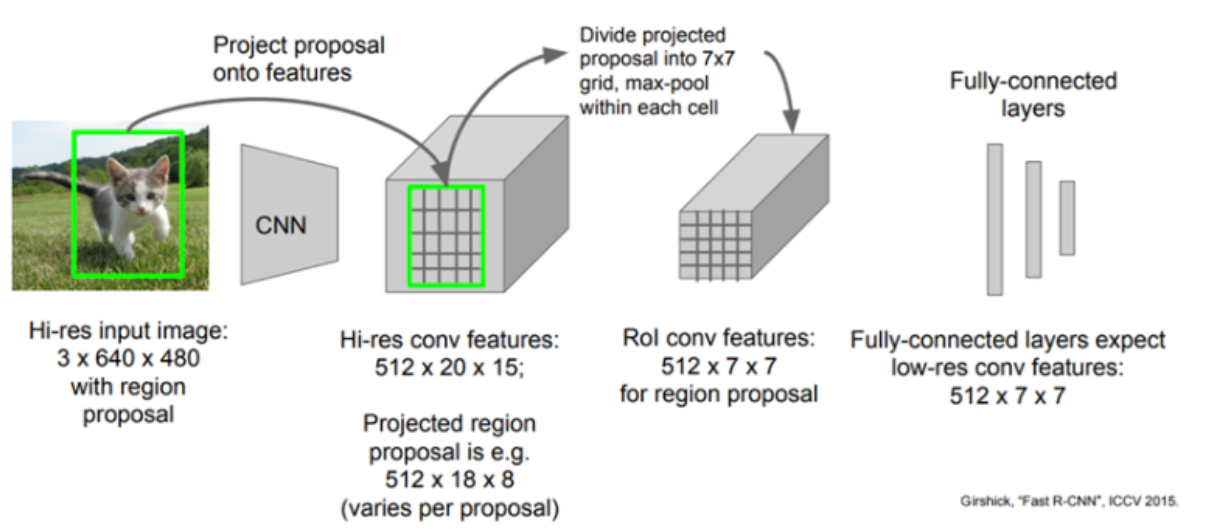 Project proposal
onto features
Divide projected
proposal into 7x7
grid, max-pool
within each cell
Fully-connected
layers
CNN
Hi-res input image:
3 x 640 x 480
with region
proposal
Hi-res conv features:
512 x 20 x 15;
Projected region
proposal is e.g.
512 x 18 x 8
(varies per proposal)
RoI conv features:
512 x 7 x 7
for region proposal
Fully-connected layers expect
low-res conv features:
512 x 7 x 7
Girshick, "Fast R-CNN", ICCV 2015.